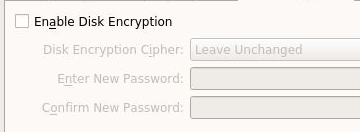 Enable Disk Encryption
Disk Encryption Cipher: Leave Unchanged
Enter New Password:
Confirm New Password: